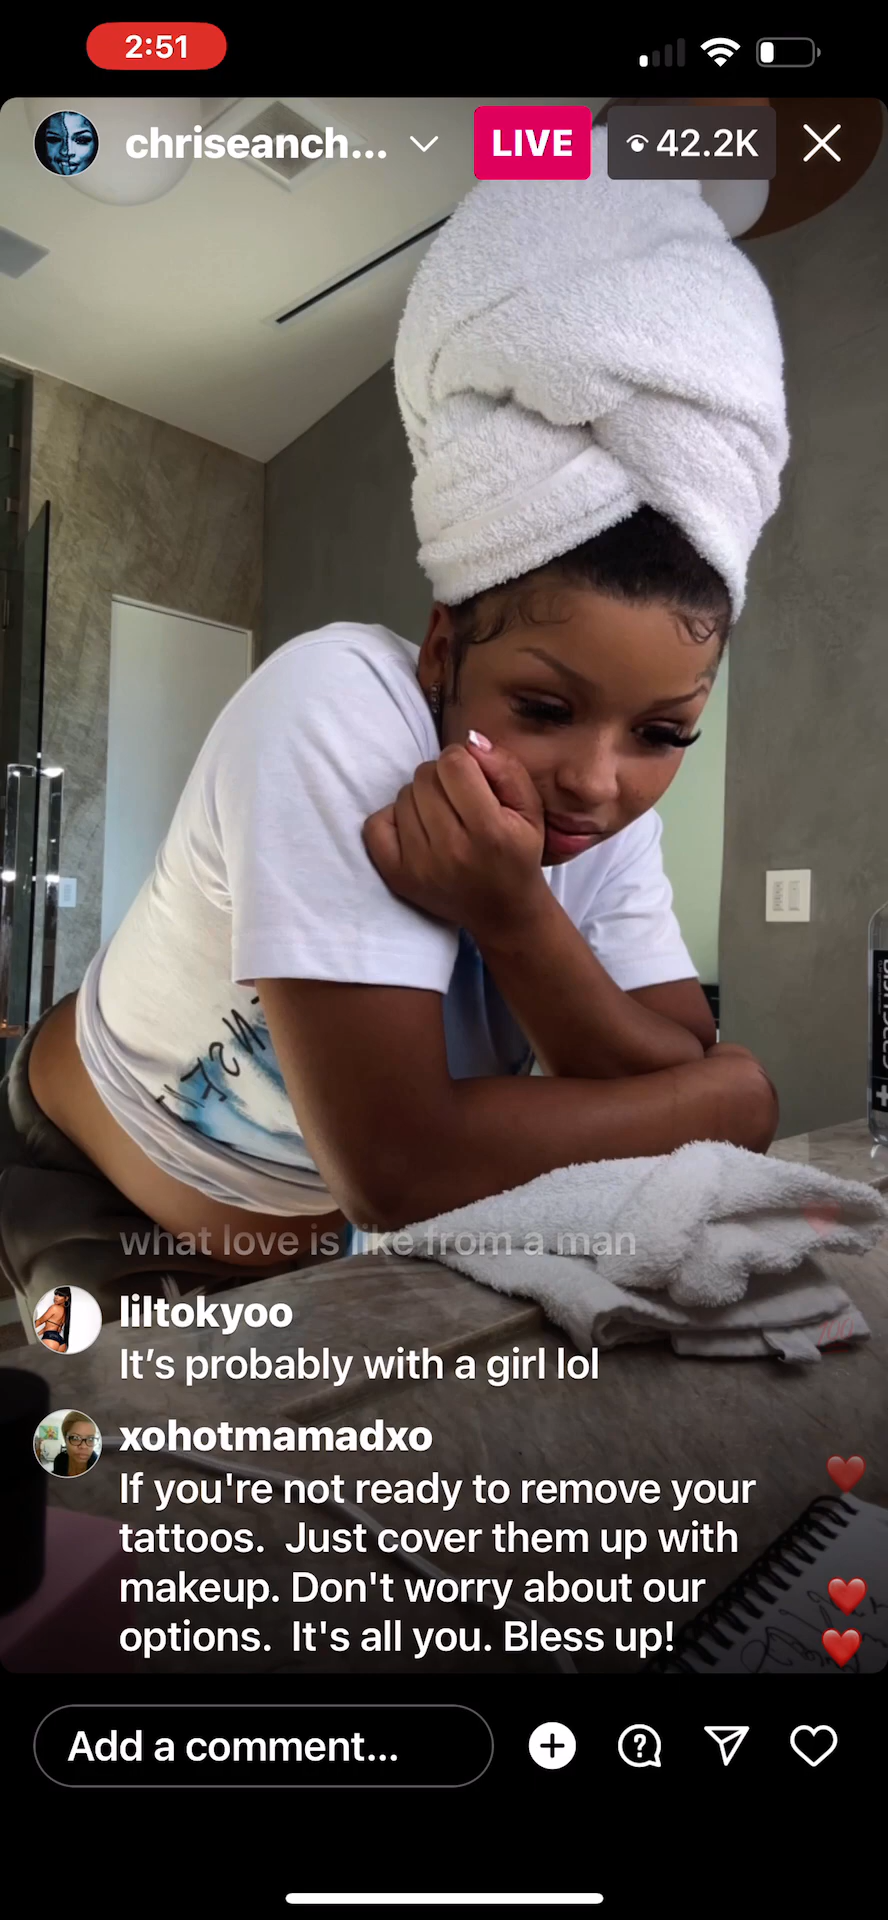 2:51
chriseanch...
LIVE
42.2K
what love is like from a man
liltokyoo
It's probably with a girl lol
xohotmamadxo
If you're not ready to remove your
tattoos.  Just cover them up with
makeup. Don't worry about our
options.  It's all you. Bless up!
Add a comment...